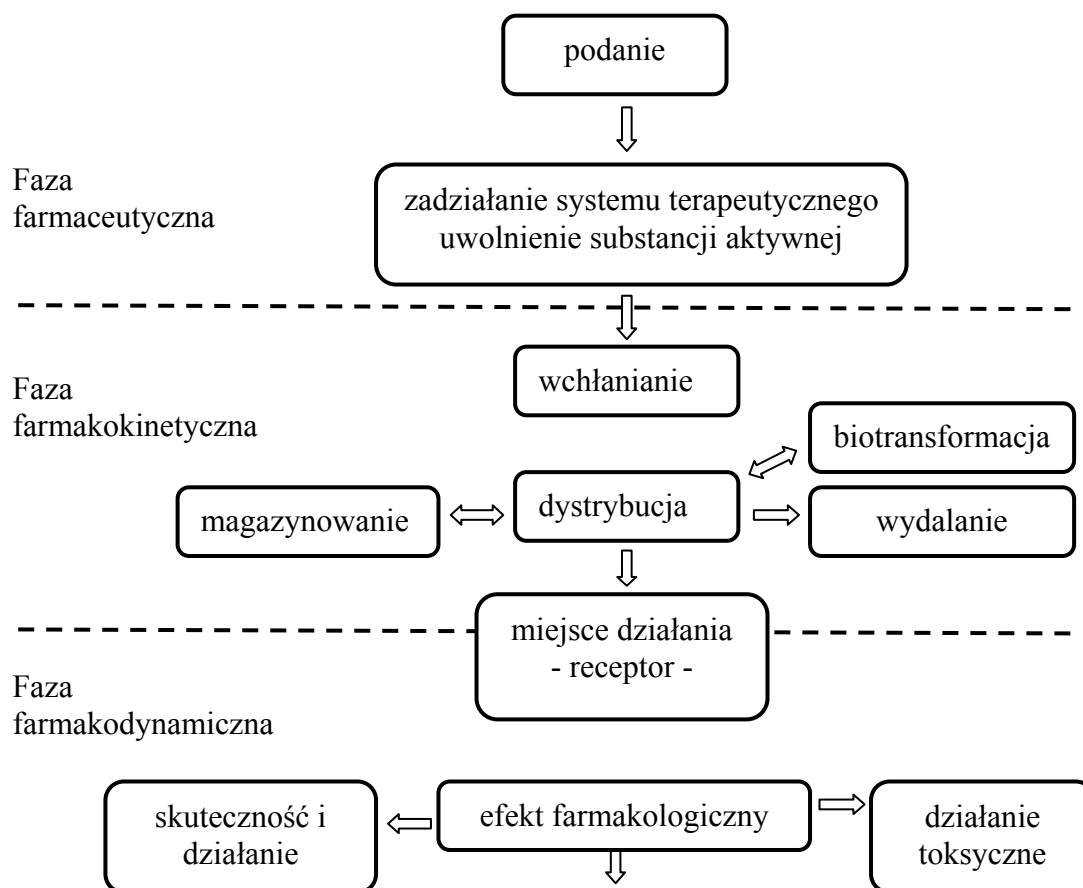 podanie
Faza
farmaceutyczna
zadziałanie systemu terapeutycznego
uwolnienie substancji aktywnej
wchłanianie
Faza
farmakokinetyczna
biotransformacja
magazynowanie
dystrybucja
wydalanie
miejsce działania
- receptor -
Faza
farmakodynamiczna
skuteczność i
działanie
efekt farmakologiczny
działanie
toksyczne